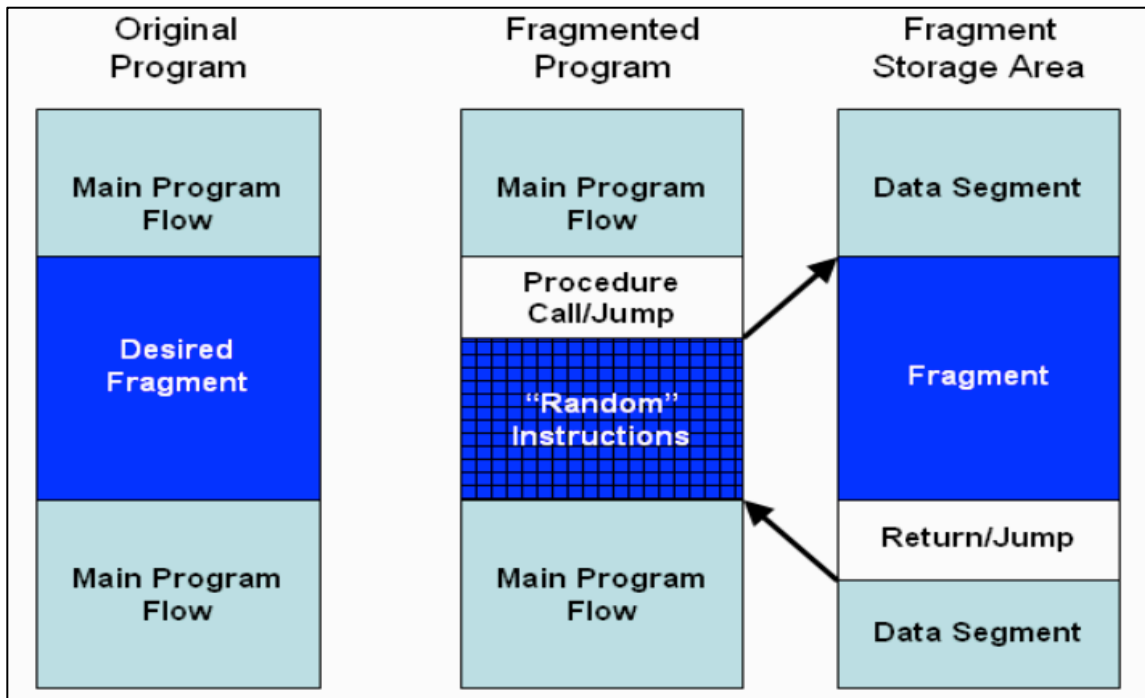 Original
Program
Main Program
Flow
Desired
Fragment
Main Program
Flow
Fragmented
Program
Main Program
Flow
Procedure
Call/Jump
“Random”
Instructions
Main Program
Flow
Fragment
Storage Area
Data Segment
Fragment
Return/Jump
Data Segment